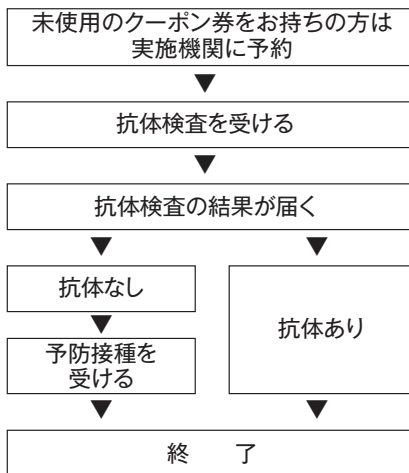 未使用のクーポン券をお持ちの方は
実施機関に予約
▼
抗体検査を受ける
▼
抗体検査の結果が届く
▼ ▼
抗体なし
▼
予防接種を
受ける
抗体あり
▼ ▼
終　了